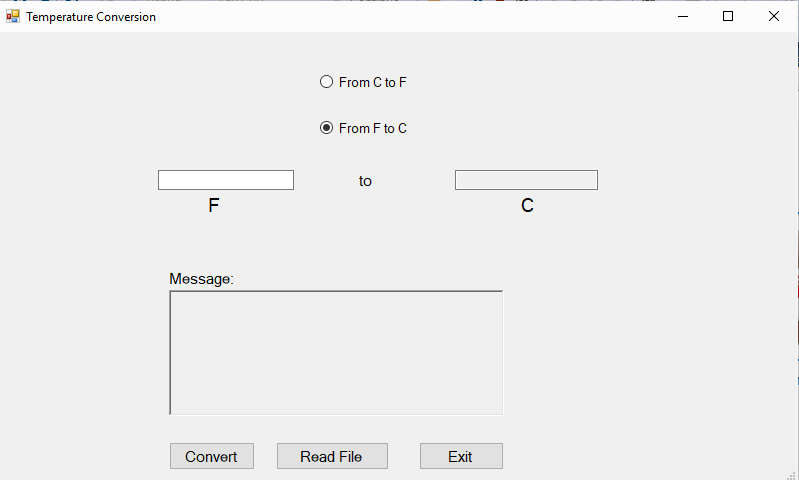 Temperature Conversion
From C to F
From F to C
to
F
C
Message:
Convert
Read File
Exit